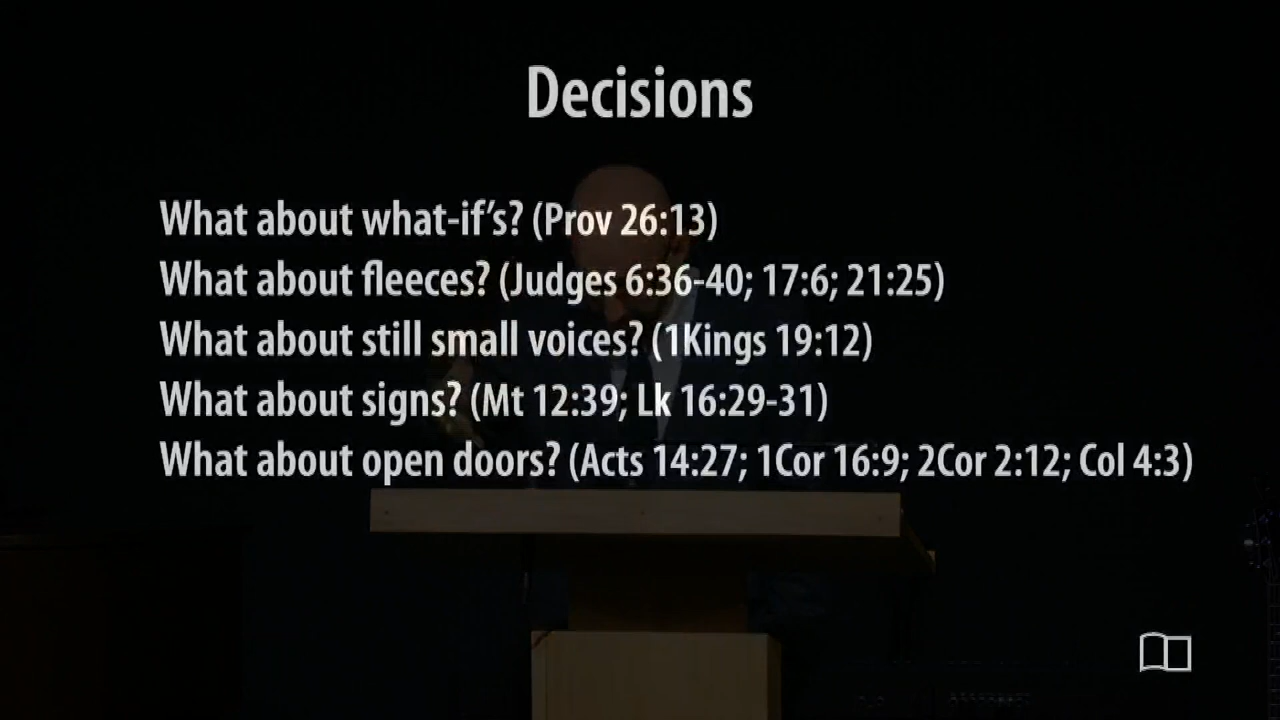 Decisions
What about what-if’s? (Prov 26:13)
What about fleeces? (Judges 6:36-40; 17:6; 21:25)
What about still small voices? (1Kings 19:12)
What about signs? (Mt 12:39; Lk 16:29-31)
What about open doors? (Acts 14:27; 1Cor 16:9; 2Cor 2:12; Col 4:3)